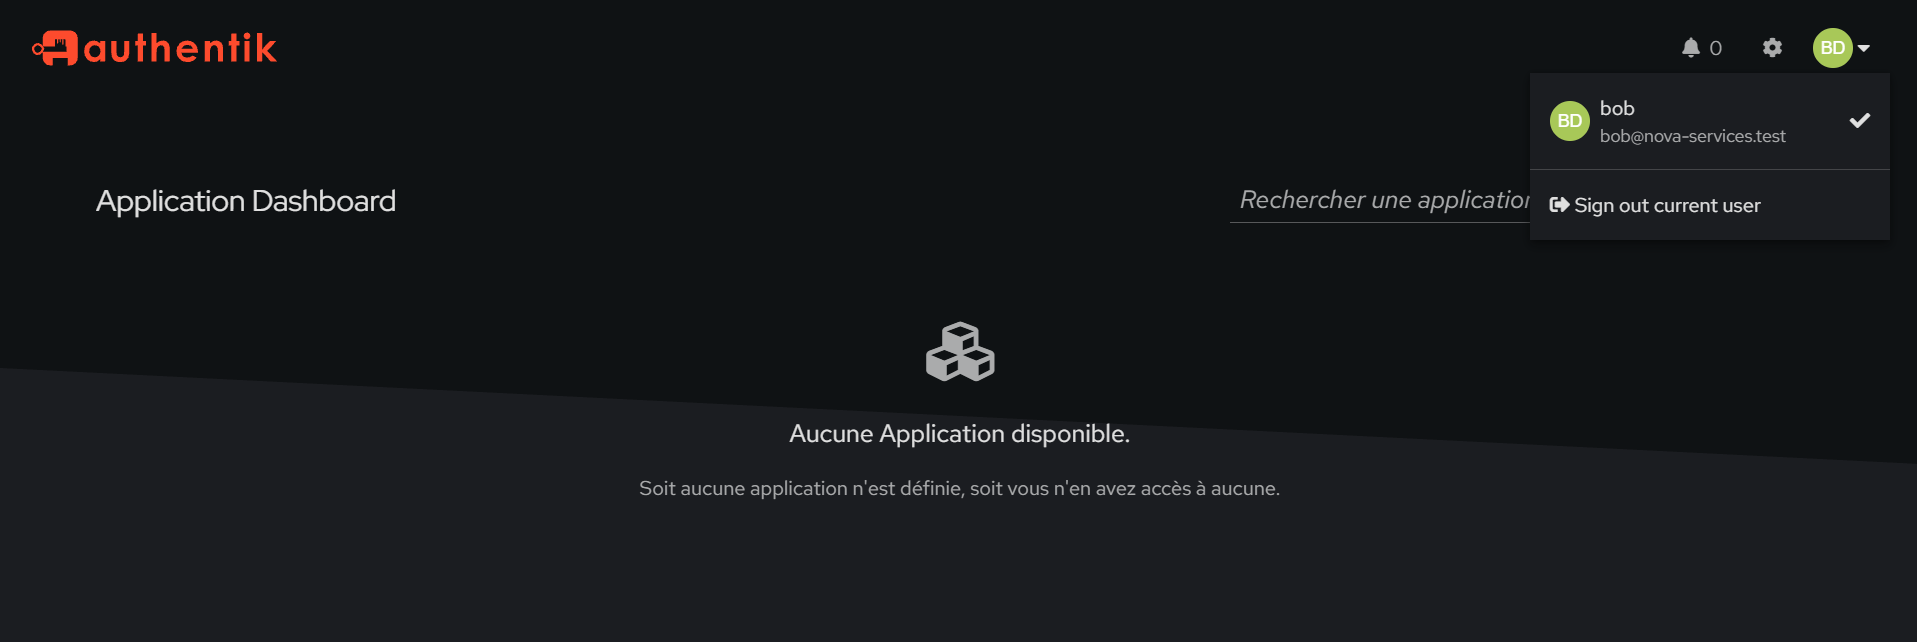 authentik
0
BD
BD
bob
bob@nova-services.test
Application Dashboard
Rechercher une application
Sign out current user
Aucune Application disponible.
Soit aucune application n'est définie, soit vous n'en avez accès à aucune.